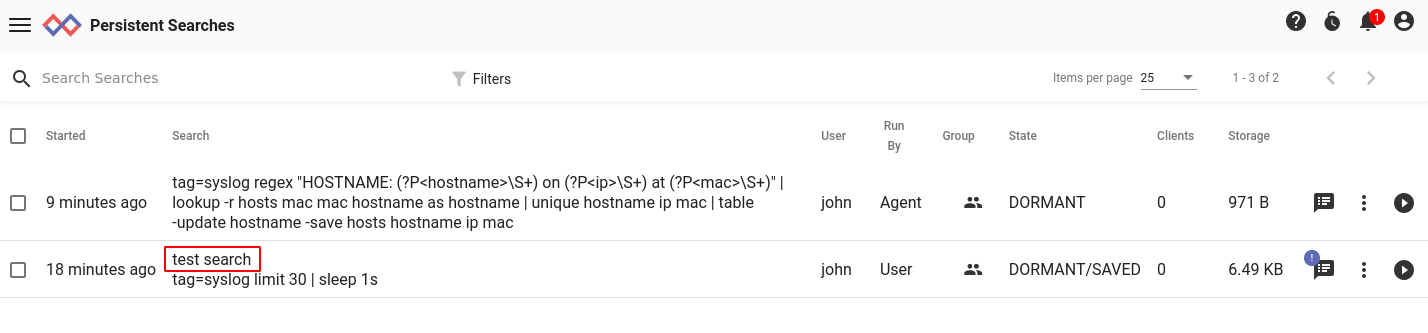 Persistent Searches
1
Search Searches
Filters
Items per page 25
1 - 3 of 2
Started Search User Run By Group State Clients Storage
9 minutes ago
tag=syslog regex "HOSTNAME: (?P<hostname>\S+) on (?P<ip>\S+) at (?P<mac>\S+)" |
lookup -r hosts mac mac hostname as hostname | unique hostname ip mac | table
-update hostname -save hosts hostname ip mac
john Agent DORMANT 0 971 B
18 minutes ago
test search
tag=syslog limit 30 | sleep 1s
john User DORMANT/SAVED 0 6.49 KB
!